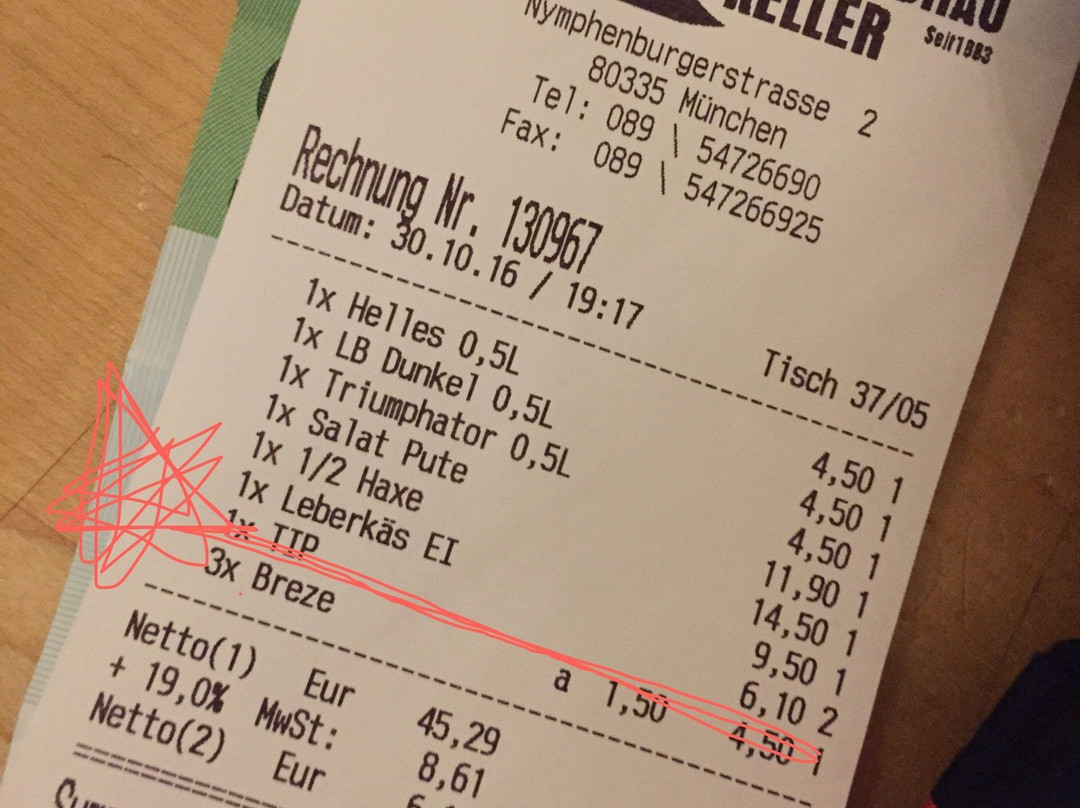 KELLER
Seit1883
Nymphenburgerstrasse 2
80335 München
Tel: 089 \ 54726690
Fax: 089 \ 547266925
Rechnung Nr. 130967
Datum: 30.10.16 / 19:17
Tisch 37/05
1x Helles 0,5L 4,50 1
1x LB Dunkel 0,5L 4,50 1
1x Triumphator 0,5L 4,50 1
1x Salat Pute 11,90 1
1x 1/2 Haxe 14,50 1
1x Leberkäs EI 9,50 1
1x TIP 6,10 2
3x Breze a 1,50 4,50 1
Netto(1) Eur 45,29
+ 19,0% MwSt: 8,61
Netto(2) Eur